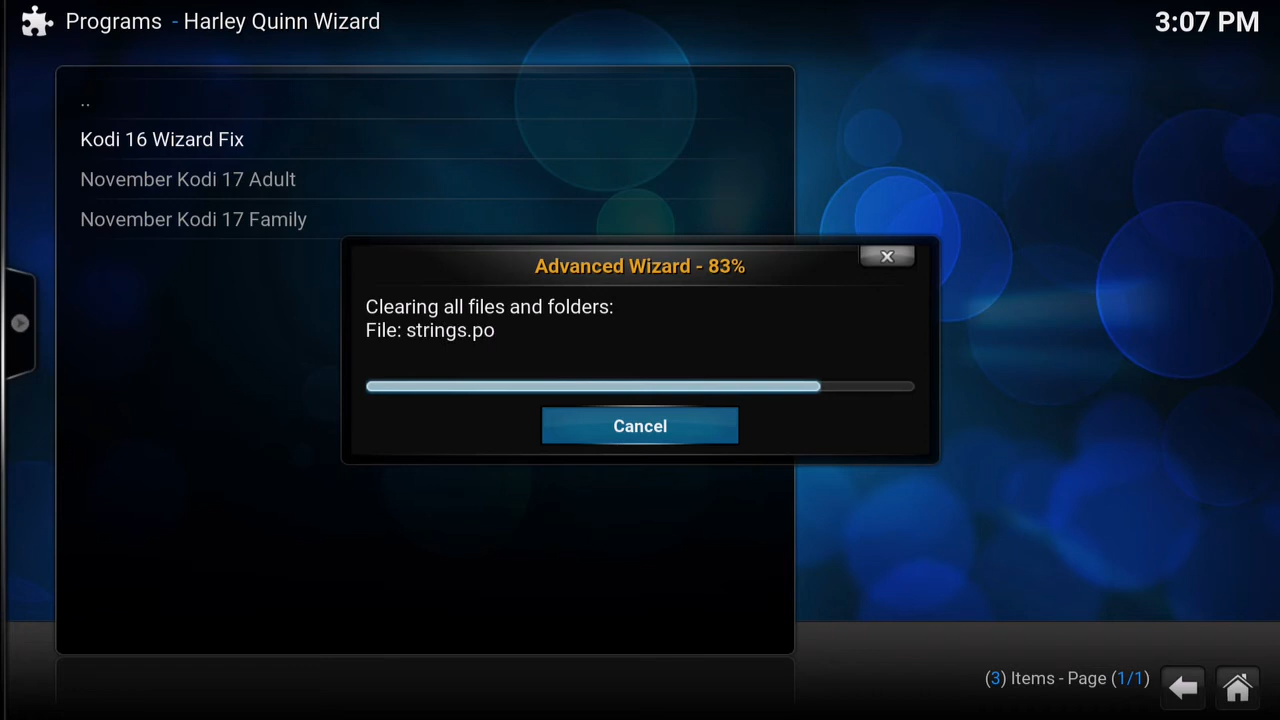 Programs - Harley Quinn Wizard
3:07 PM
..
Kodi 16 Wizard Fix
November Kodi 17 Adult
November Kodi 17 Family
Advanced Wizard - 83%
Clearing all files and folders:
File: strings.po
Cancel
(3) Items - Page (1/1)